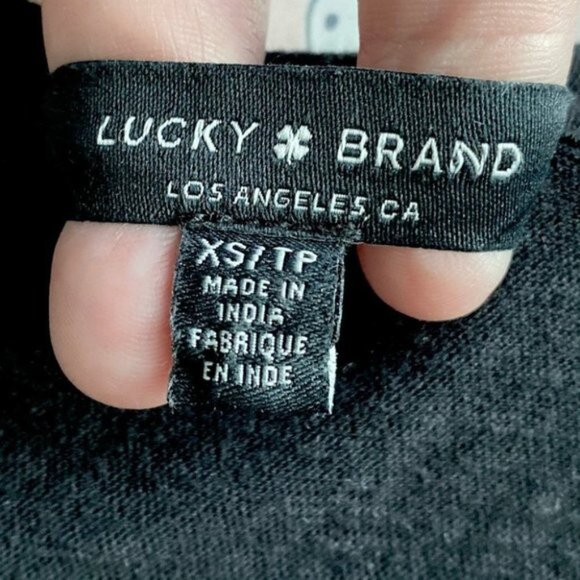 LUCKY BRAND
LOS ANGELES, CA
XS/TP
MADE IN
INDIA
FABRIQUE
EN INDE